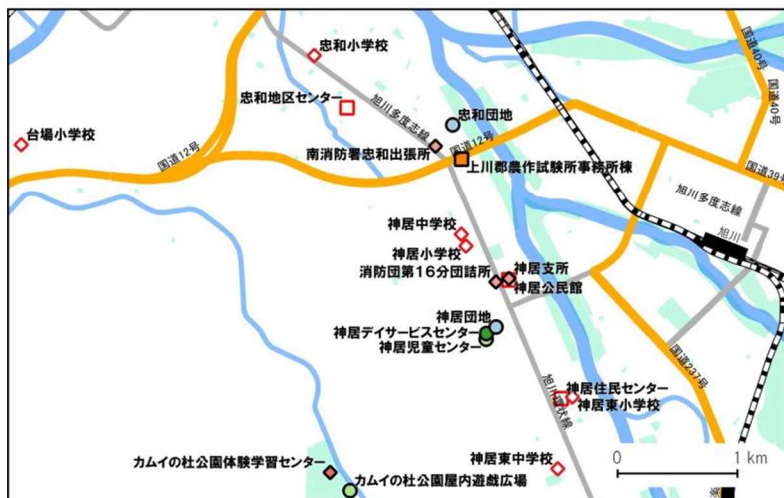 忠和小学校
国道40号
忠和地区センター
旭川多度志線
忠和団地
国道40号
台場小学校
国道12号
南消防署忠和出張所
国道12号
上川郡農作試験所事務所棟
国道39号
旭川多度志線
旭川
神居中学校
神居小学校
消防団第16分団詰所
神居支所
神居公民館
神居団地
神居デイサービスセンター
神居児童センター
国道237号
旭川環状線
神居住民センター
神居東小学校
カムイの杜公園体験学習センター
神居東中学校
カムイの杜公園屋内遊戯広場
0
1 km